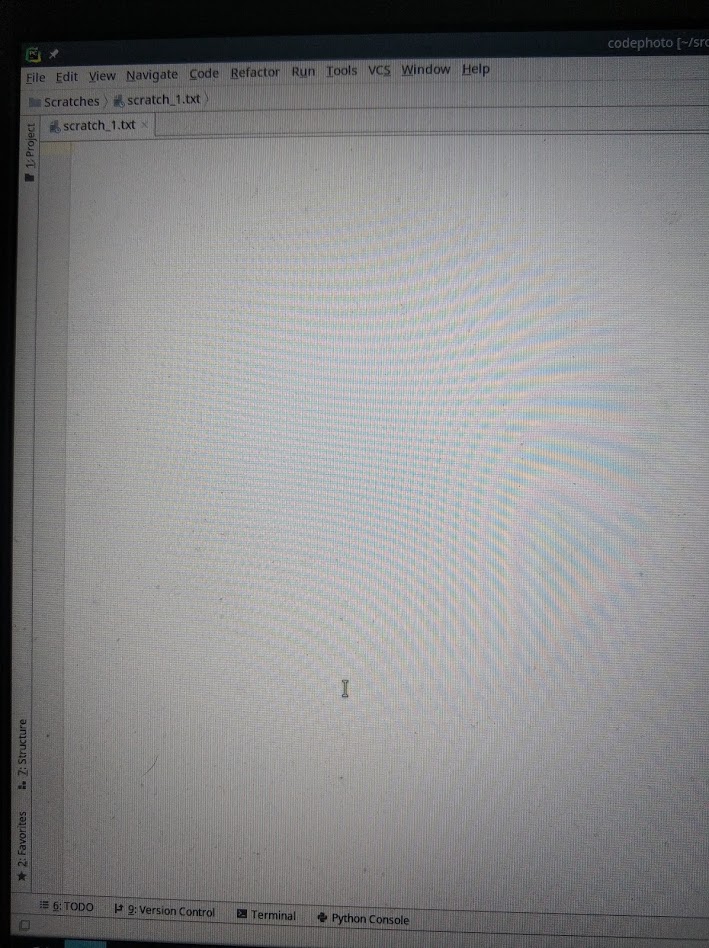 codephoto [~/src
File Edit View Navigate Code Refactor Run Tools VCS Window Help
Scratches scratch_1.txt
scratch_1.txt
1: Project
7: Structure
2: Favorites
6: TODO 9: Version Control Terminal Python Console